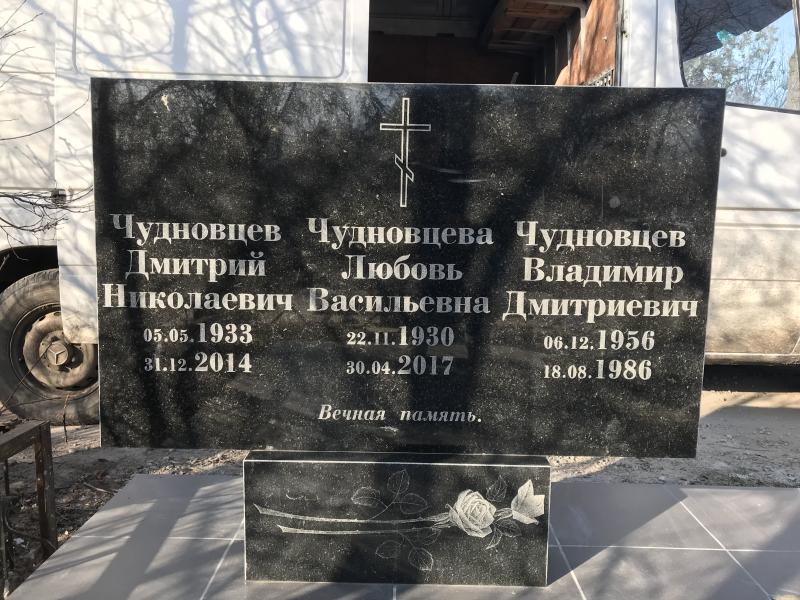 Чудновцев
Дмитрий
Николаевич
05.05.1933
31.12.2014
Чудновцева
Любовь
Васильевна
22.11.1930
30.04.2017
Чудновцев
Владимир
Дмитриевич
06.12.1956
18.08.1986
Вечная память.